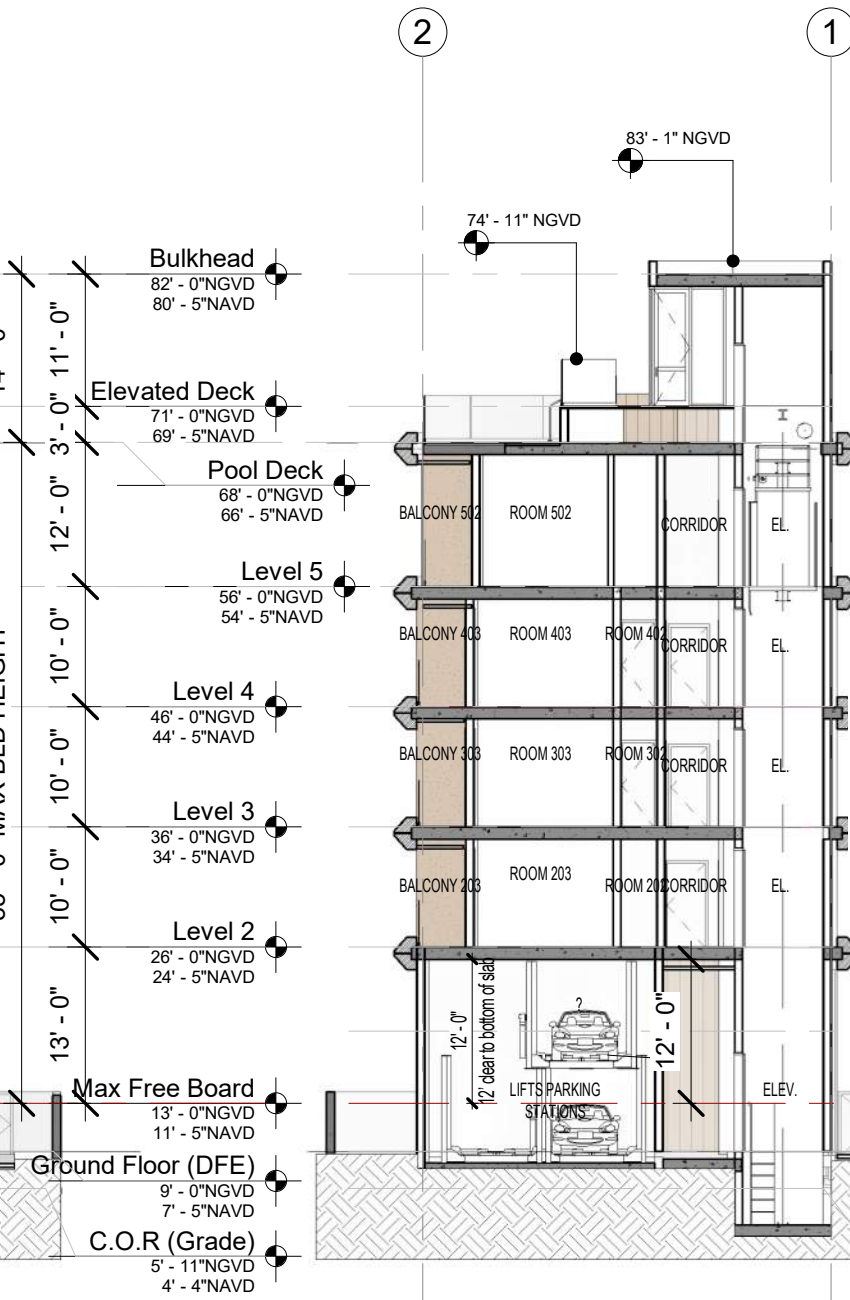 2
1
83' - 1" NGVD
74' - 11" NGVD
Bulkhead
82' - 0"NGVD
80' - 5"NAVD
11' - 0"
Elevated Deck
71' - 0"NGVD
69' - 5"NAVD
3' - 0"
Pool Deck
68' - 0"NGVD
66' - 5"NAVD
12' - 0"
BALCONY 502
ROOM 502
CORRIDOR
EL.
Level 5
56' - 0"NGVD
54' - 5"NAVD
10' - 0"
BALCONY 403
ROOM 403
ROOM 402
CORRIDOR
EL.
Level 4
46' - 0"NGVD
44' - 5"NAVD
10' - 0"
BALCONY 303
ROOM 303
ROOM 302
CORRIDOR
EL.
Level 3
36' - 0"NGVD
34' - 5"NAVD
10' - 0"
BALCONY 203
ROOM 203
ROOM 202
CORRIDOR
EL.
Level 2
26' - 0"NGVD
24' - 5"NAVD
13' - 0"
12' - 0"
12' clear to bottom of slab
?
12' - 0"
LIFTS PARKING
STATIONS
ELEV.
Max Free Board
13' - 0"NGVD
11' - 5"NAVD
Ground Floor (DFE)
9' - 0"NGVD
7' - 5"NAVD
C.O.R (Grade)
5' - 11"NGVD
4' - 4"NAVD